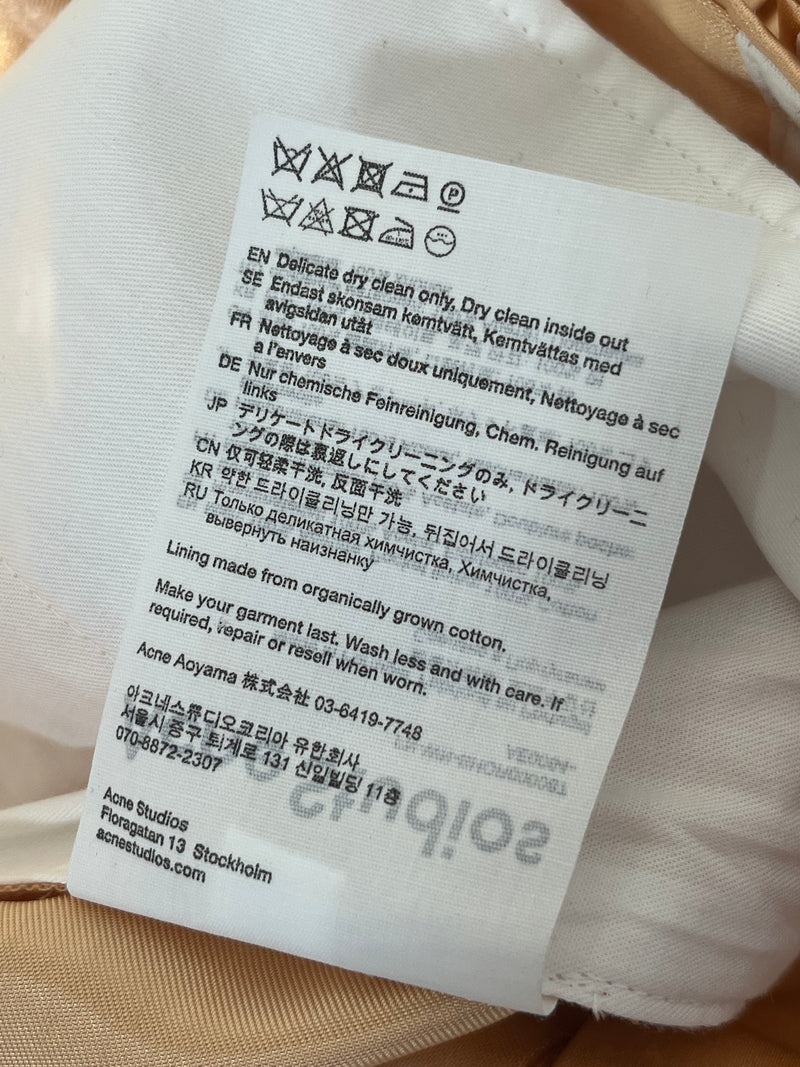 P
EN Delicate dry clean only, Dry clean inside out
SE Endast skonsam kemtvätt, Kemtvättas med
avigsidan utåt
FR Nettoyage à sec doux uniquement, Nettoyage à sec
a l'envers
DE Nur chemische Feinreinigung, Chem. Reinigung auf
links
JP デリケートドライクリーニングのみ, ドライクリーニ
ングの際は裏返しにしてください
CN 仅可轻柔干洗, 反面干洗
KR 약한 드라이클리닝만 가능, 뒤집어서 드라이클리닝
RU Только деликатная химчистка, Химчистка,
вывернуть наизнанку
Lining made from organically grown cotton.
Make your garment last. Wash less and with care. If
required, repair or resell when worn.
Acne Aoyama 株式会社 03-6419-7748
아크네스튜디오코리아 유한회사
서울시 중구 퇴계로 131 신일빌딩 11층
070-8872-2307
Acne Studios
Floragatan 13 Stockholm
acnestudios.com